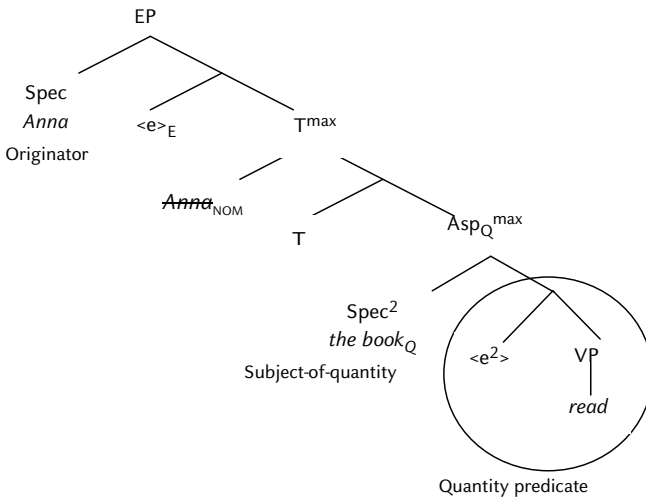 EP
Spec
Anna
Originator
<e>E
Tmax
AnnaNOM
T
AspQmax
Spec2
the bookQ
Subject-of-quantity
<e2>
VP
read
Quantity predicate